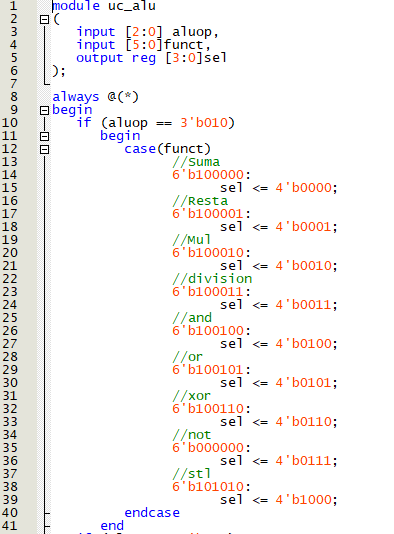 1 module uc_alu
2 (
3 input [2:0] aluop,
4 input [5:0]funct,
5 output reg [3:0]sel
6 );
7
8 always @(*)
9 begin
10 if (aluop == 3'b010)
11 begin
12 case(funct)
13 //Suma
14 6'b100000:
15 sel <= 4'b0000;
16 //Resta
17 6'b100001:
18 sel <= 4'b0001;
19 //Mul
20 6'b100010:
21 sel <= 4'b0010;
22 //division
23 6'b100011:
24 sel <= 4'b0011;
25 //and
26 6'b100100:
27 sel <= 4'b0100;
28 //or
29 6'b100101:
30 sel <= 4'b0101;
31 //xor
32 6'b100110:
33 sel <= 4'b0110;
34 //not
35 6'b000000:
36 sel <= 4'b0111;
37 //stl
38 6'b101010:
39 sel <= 4'b1000;
40 endcase
41 end